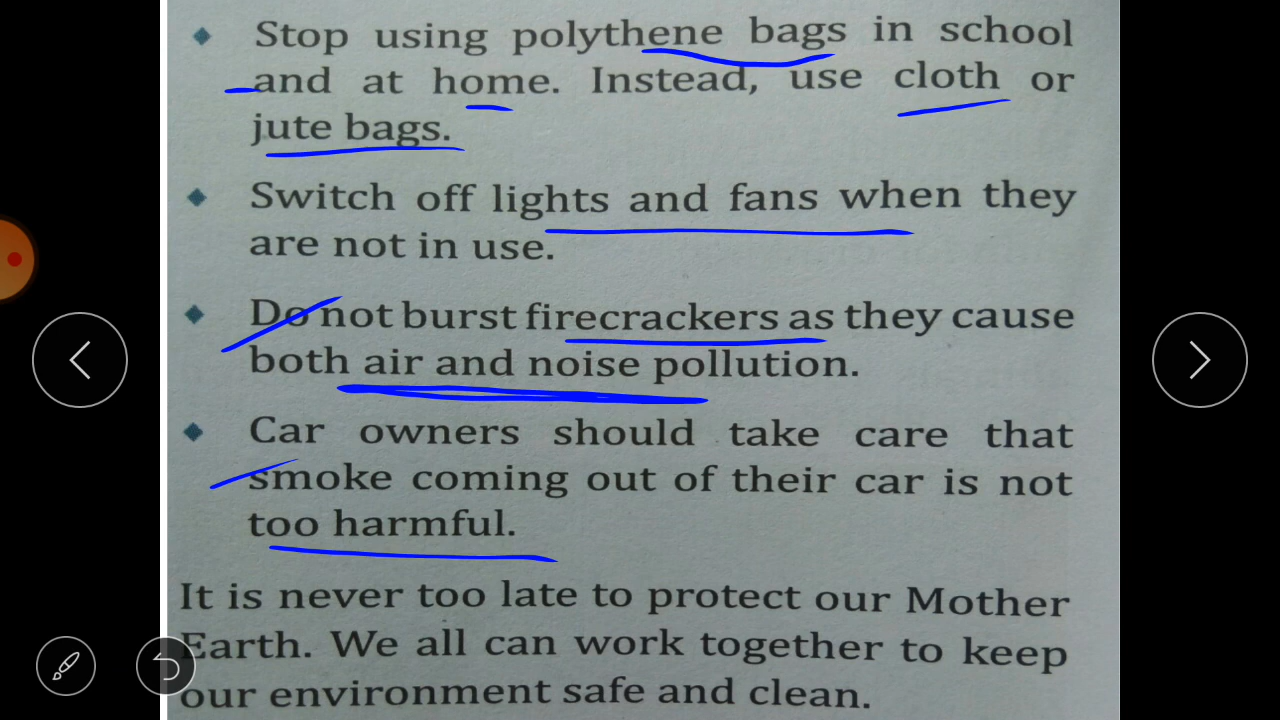 Stop using polythene bags in school
and at home. Instead, use cloth or
jute bags.
Switch off lights and fans when they
are not in use.
Do not burst firecrackers as they cause
both air and noise pollution.
Car owners should take care that
smoke coming out of their car is not
too harmful.
It is never too late to protect our Mother
Earth. We all can work together to keep
our environment safe and clean.